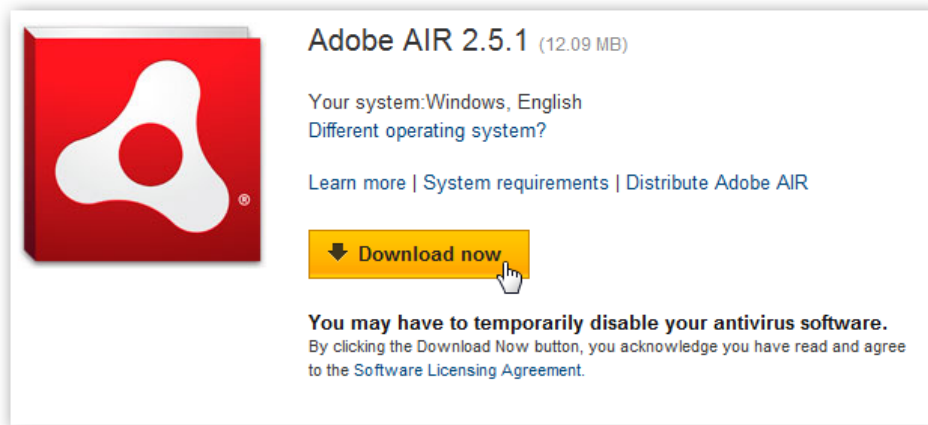 Adobe AIR 2.5.1 (12.09 MB)
Your system:Windows, English
Different operating system?
Learn more | System requirements | Distribute Adobe AIR
Download now
You may have to temporarily disable your antivirus software.
By clicking the Download Now button, you acknowledge you have read and agree
to the Software Licensing Agreement.
®